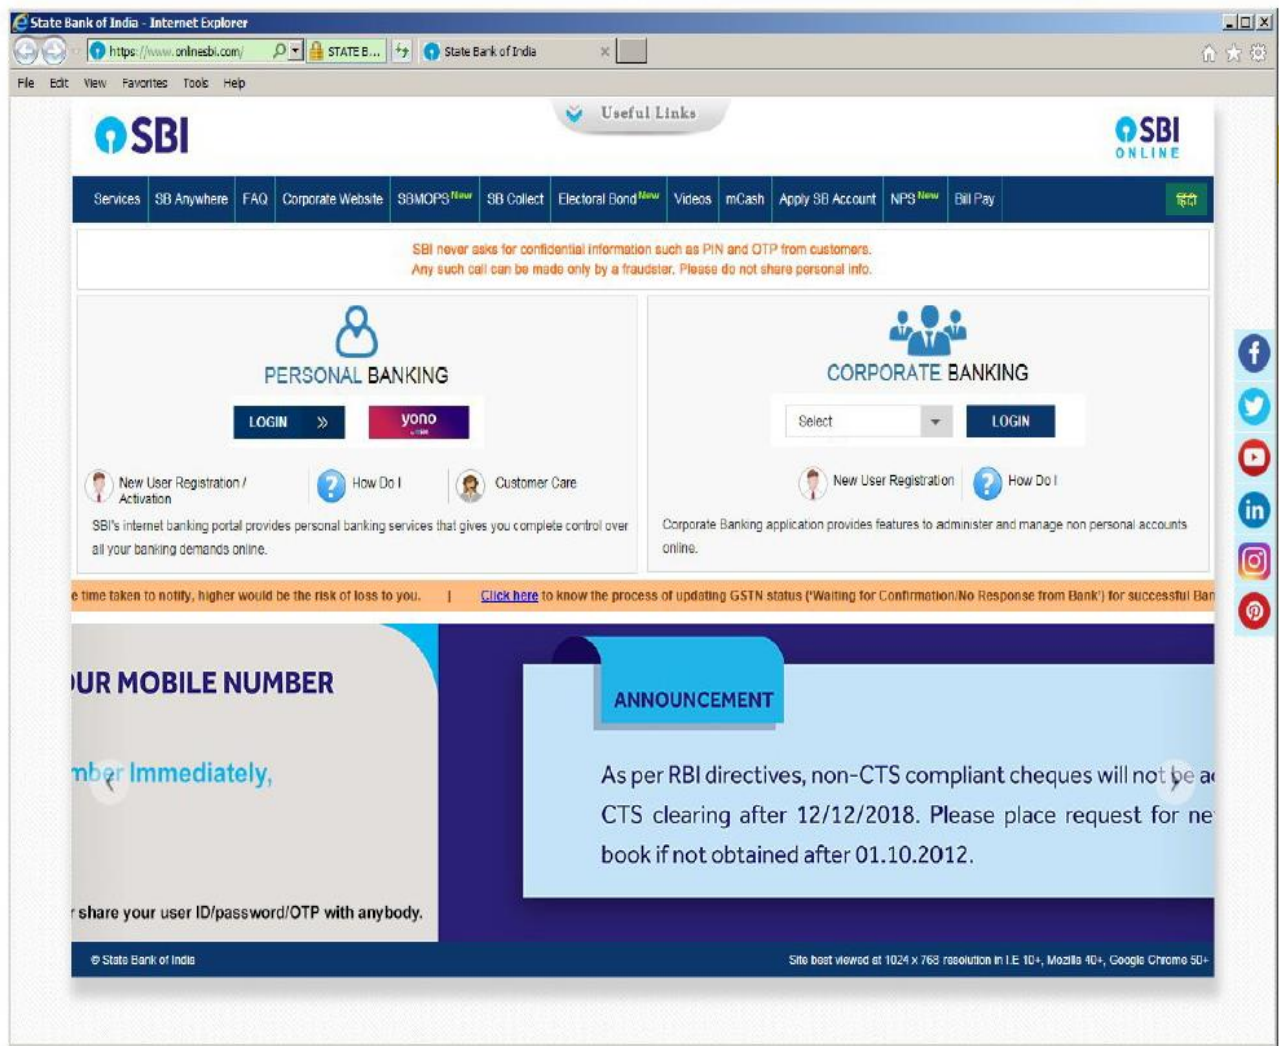 State Bank of India - Internet Explorer
https://www.onlinesbi.com/ STATE B... State Bank of India
File Edit View Favorites Tools Help
Useful Links
SBI
SBI
ONLINE
Services SB Anywhere FAQ Corporate Website SBMOPS New SB Collect Electoral Bond New Videos mCash Apply SB Account NPS New Bill Pay हिंदी
SBI never asks for confidential information such as PIN and OTP from customers.
Any such call can be made only by a fraudster. Please do not share personal info.
PERSONAL BANKING
LOGIN »
yono
New User Registration /
Activation
How Do I
Customer Care
SBI's internet banking portal provides personal banking services that gives you complete control over
all your banking demands online.
CORPORATE BANKING
Select
LOGIN
New User Registration
How Do I
Corporate Banking application provides features to administer and manage non personal accounts
online.
e time taken to notify, higher would be the risk of loss to you. | Click here to know the process of updating GSTN status ('Waiting for Confirmation/No Response from Bank') for successful Ban
OUR MOBILE NUMBER
mber Immediately,
r share your user ID/password/OTP with anybody.
ANNOUNCEMENT
As per RBI directives, non-CTS compliant cheques will not be ac
CTS clearing after 12/12/2018. Please place request for ne
book if not obtained after 01.10.2012.
© State Bank of India
Site best viewed at 1024 x 768 resolution in I.E 10+, Mozilla 40+, Google Chrome 50+